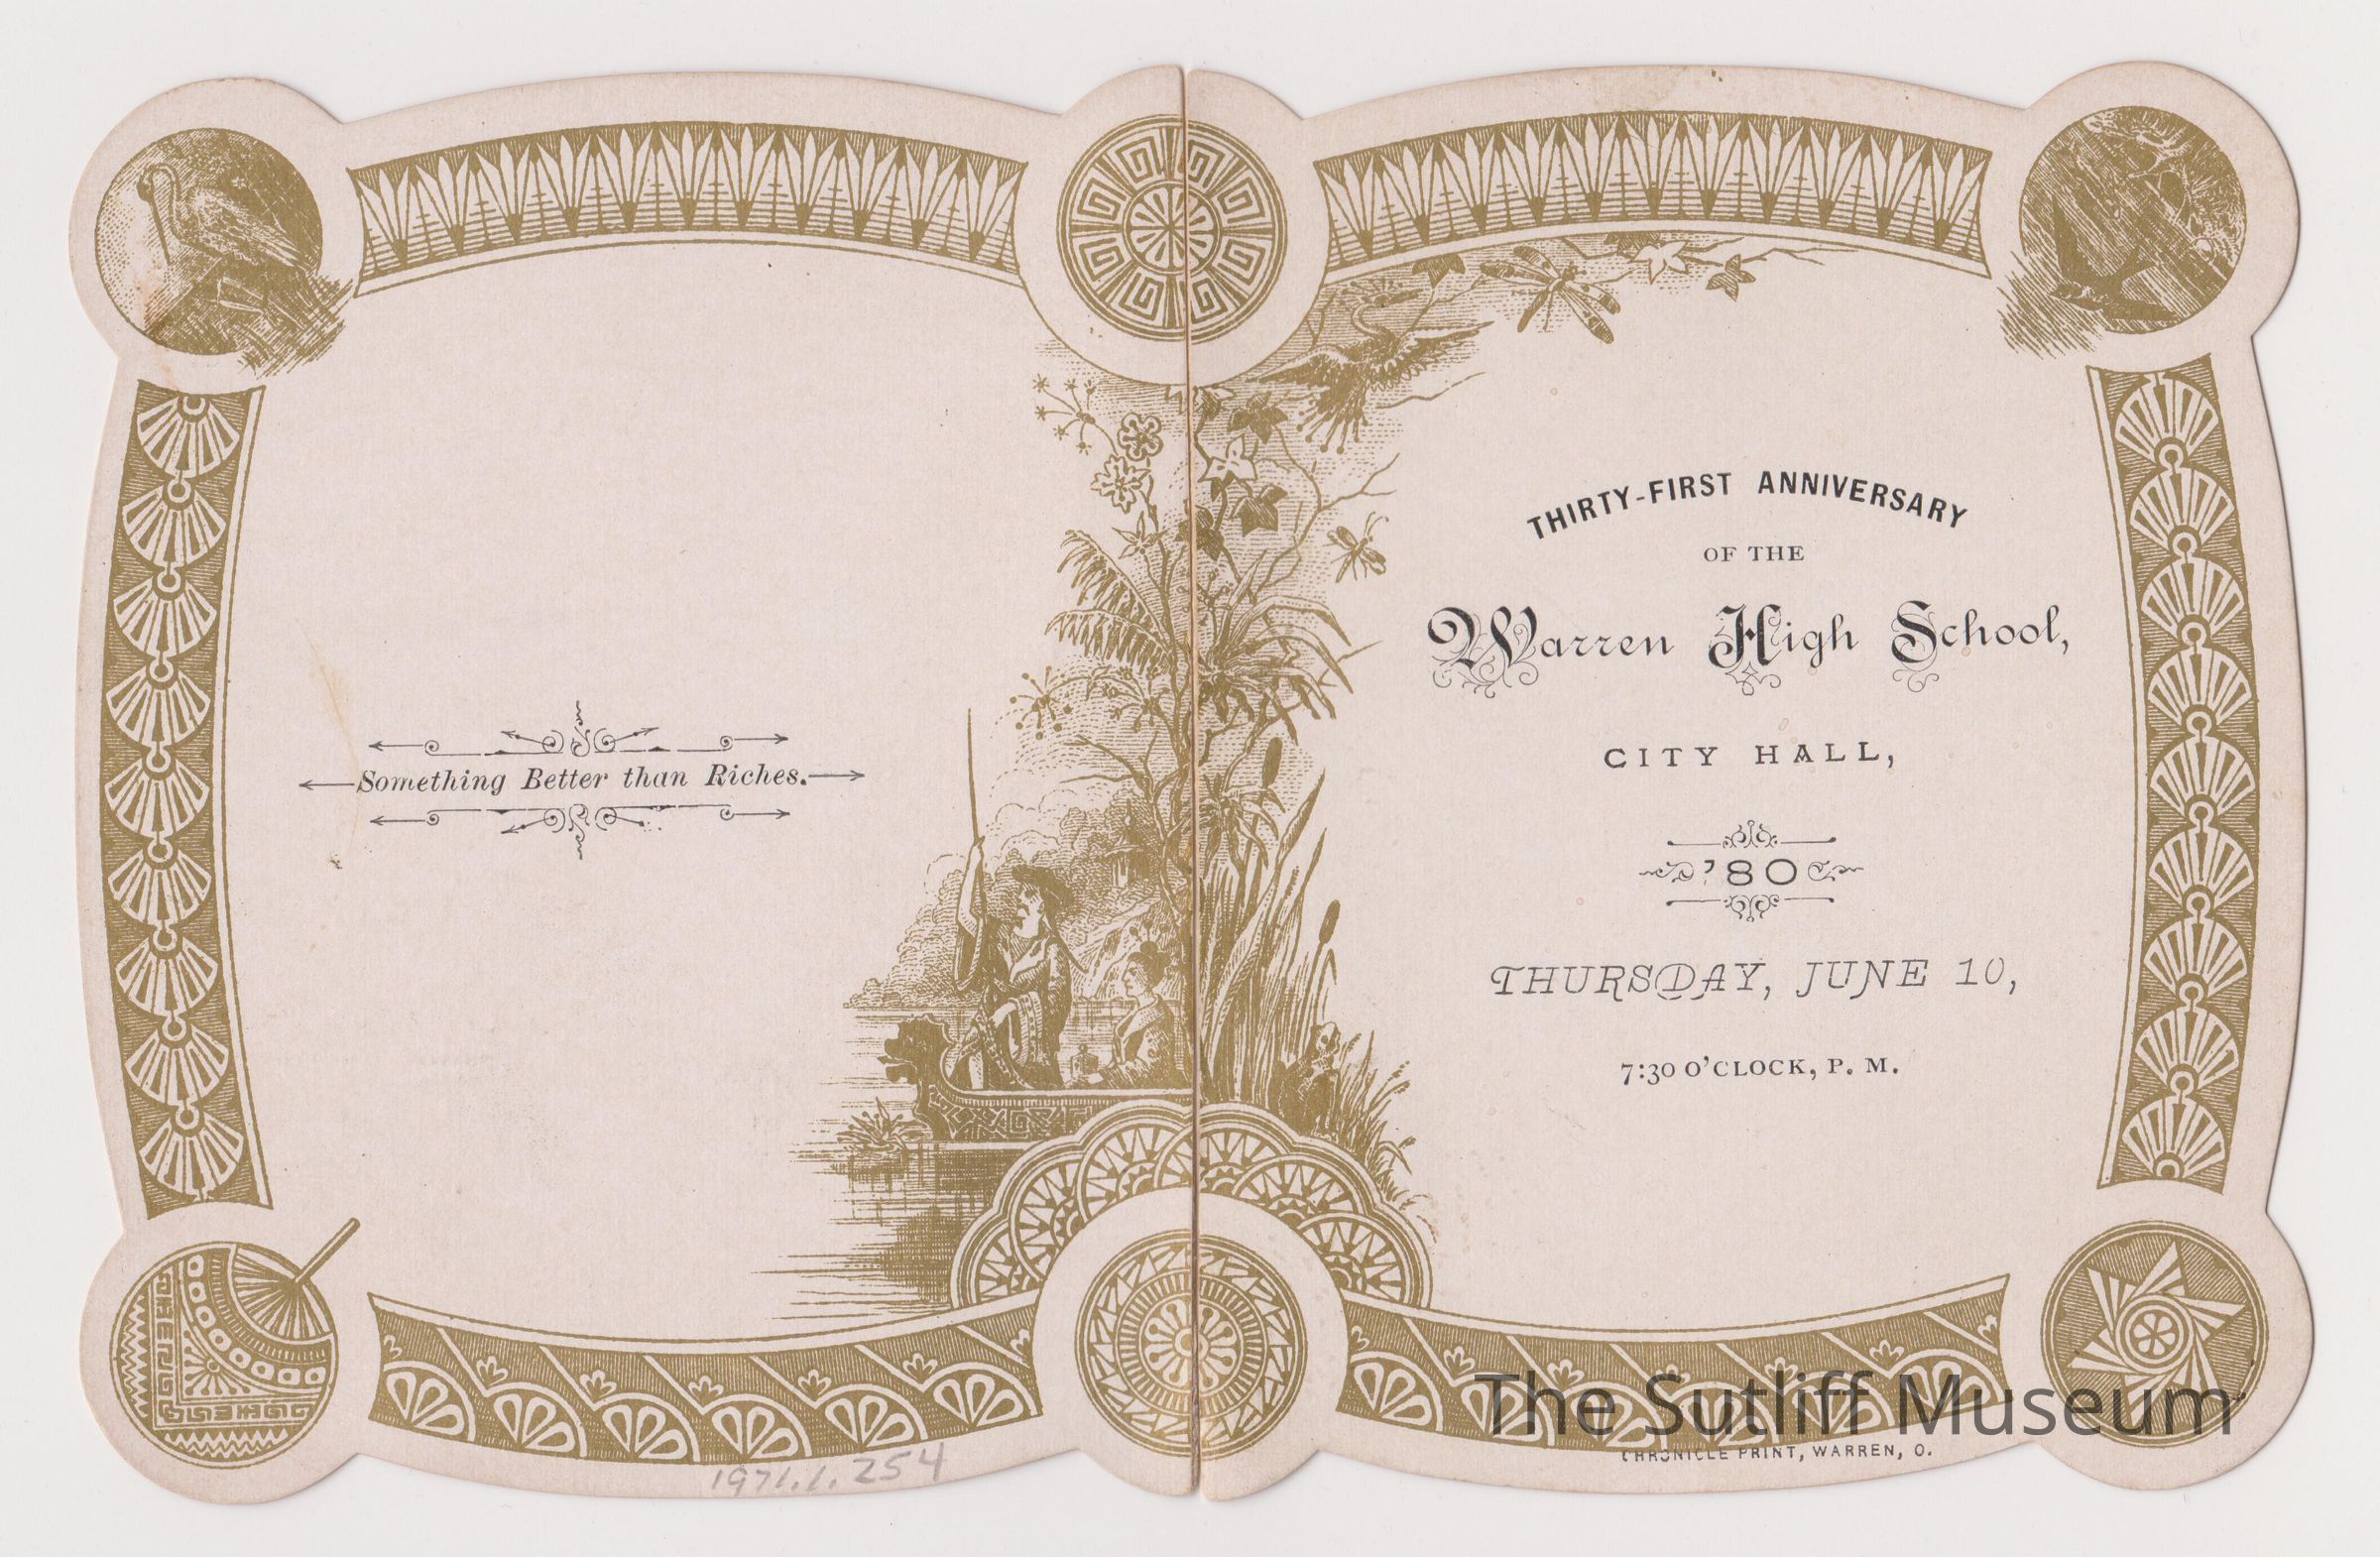 Something Better than Riches.
1971.1.254
THIRTY-FIRST ANNIVERSARY
OF THE
Warren High School,
CITY HALL,
'80
THURSDAY, JUNE 10,
7:30 O'CLOCK, P. M.
The Sutliff Museum
CHRONICLE PRINT, WARREN, O.